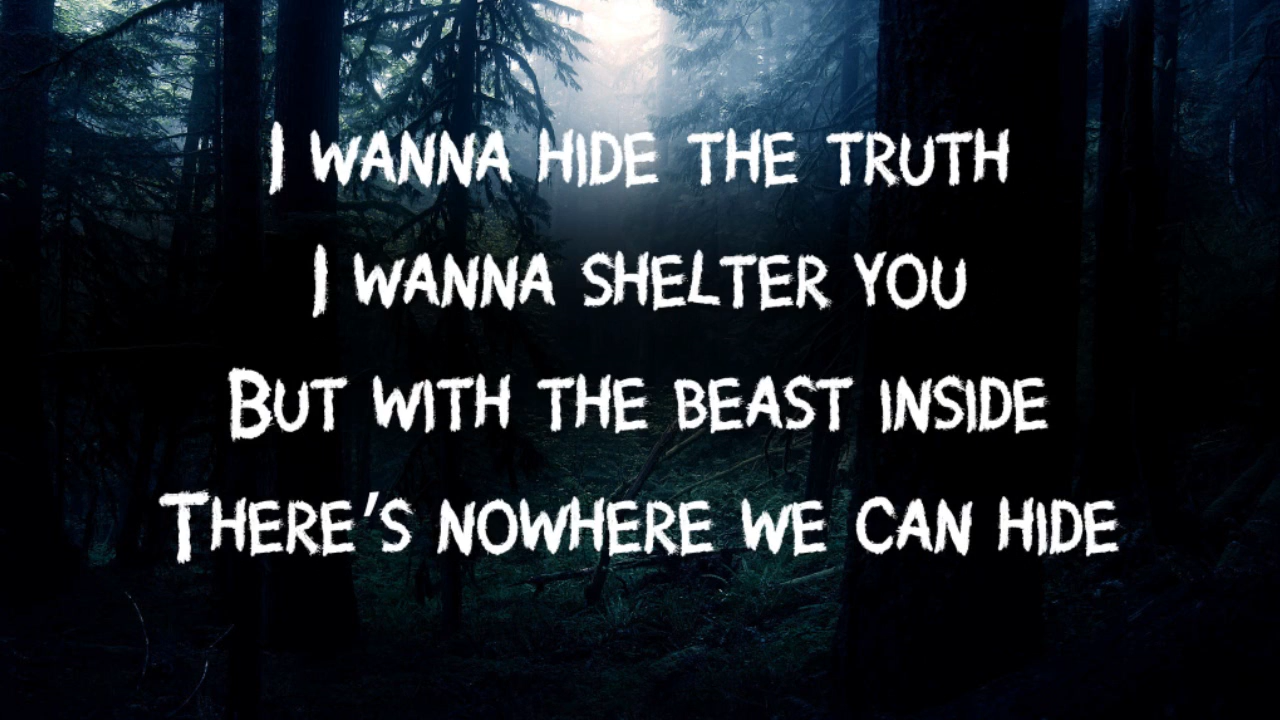 I wanna hide the truth
I wanna shelter you
But with the beast inside
There's nowhere we can hide